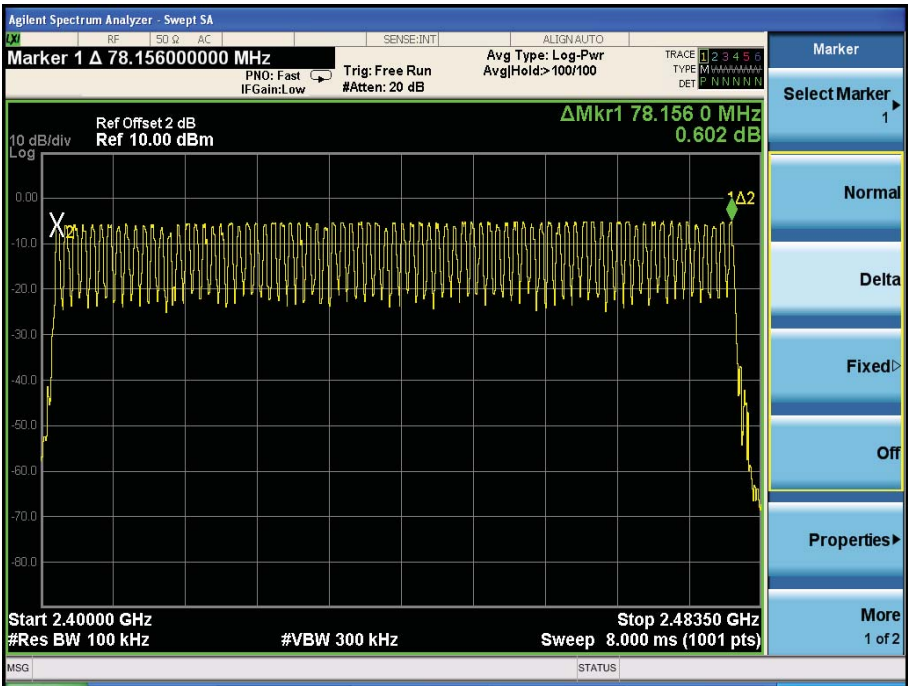 Agilent Spectrum Analyzer - Swept SA
LXI RF 50 Ω AC SENSE:INT ALIGN AUTO
Marker 1 Δ 78.156000000 MHz
PNO: Fast
IFGain:Low
Trig: Free Run
#Atten: 20 dB
Avg Type: Log-Pwr
Avg|Hold:>100/100
TRACE 1 2 3 4 5 6
TYPE M
DET P N N N N N
ΔMkr1 78.156 0 MHz
0.602 dB
Ref Offset 2 dB
10 dB/div Ref 10.00 dBm
Log
0.00
-10.0
-20.0
-30.0
-40.0
-50.0
-60.0
-70.0
-80.0
2
1Δ2
Start 2.40000 GHz
Stop 2.48350 GHz
#Res BW 100 kHz
#VBW 300 kHz
Sweep 8.000 ms (1001 pts)
MSG
STATUS
Marker
Select Marker
1
Normal
Delta
Fixed
Off
Properties
More
1 of 2